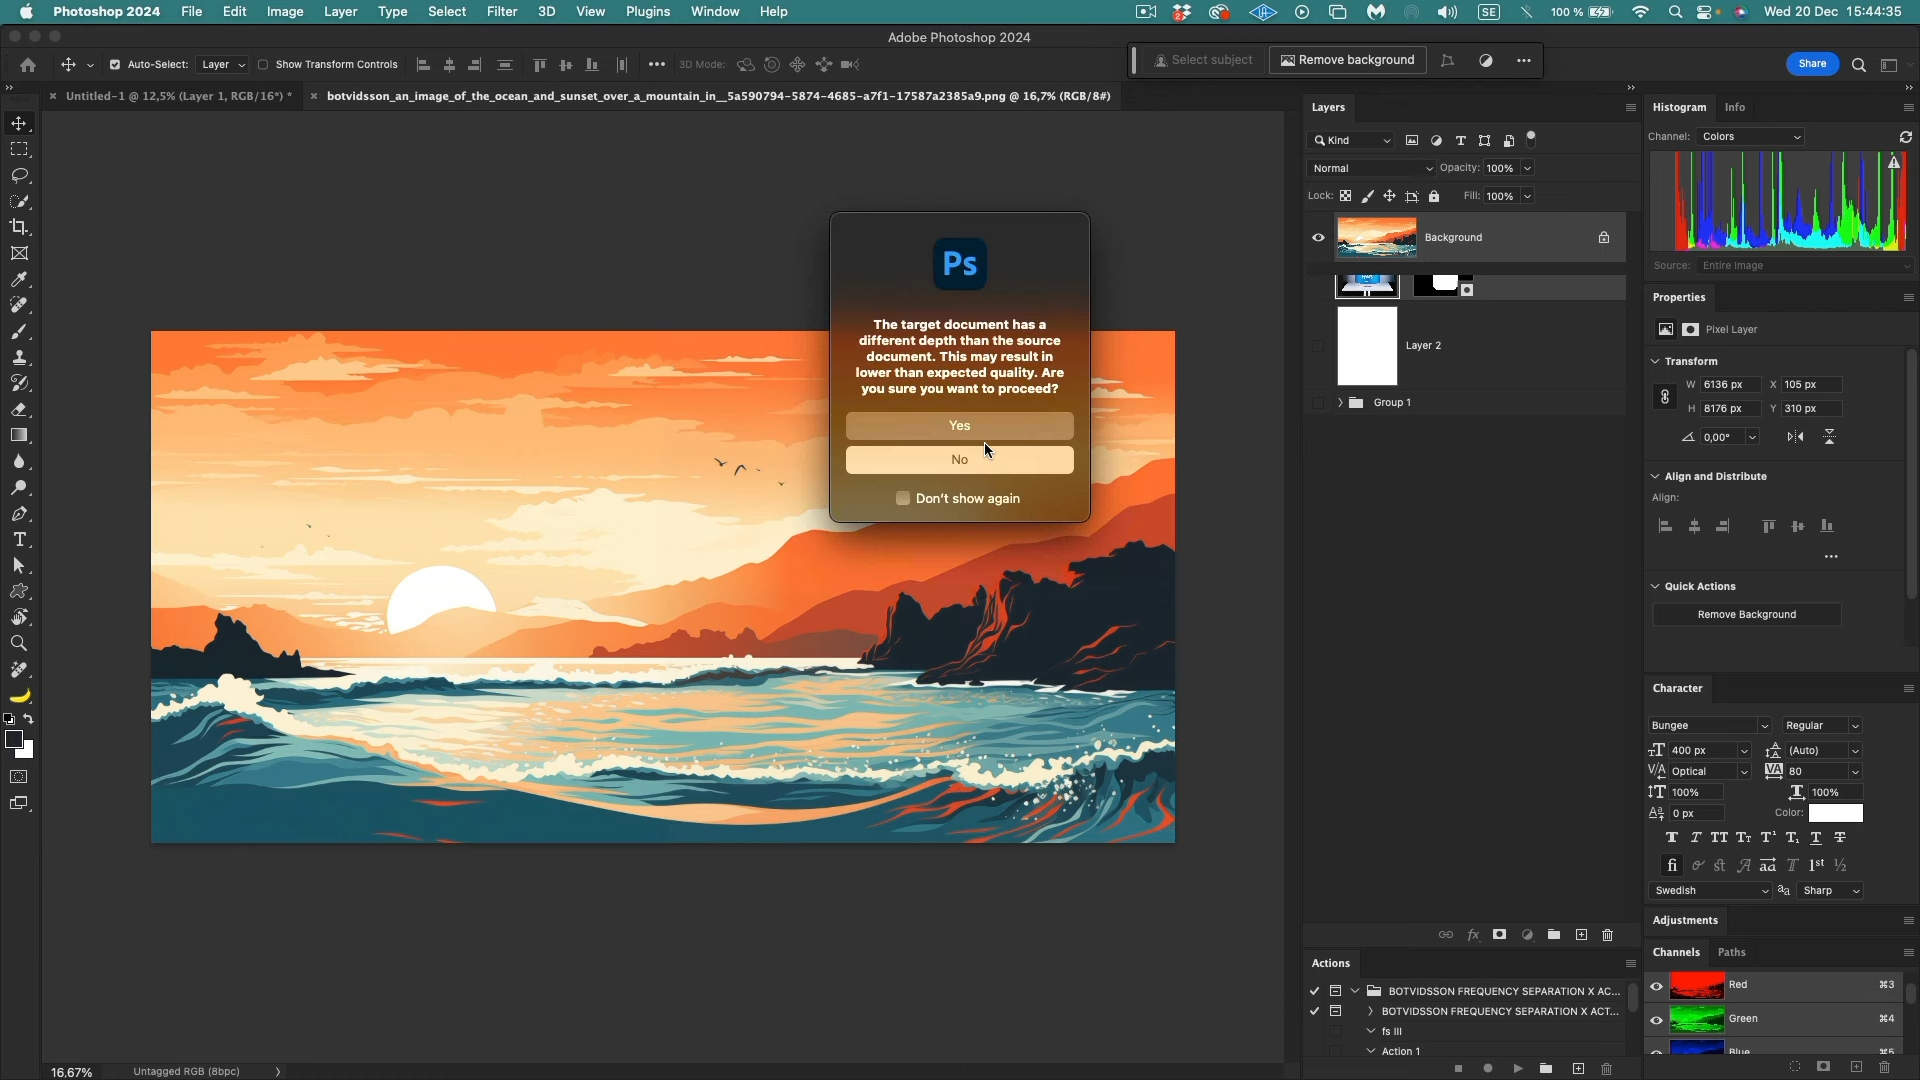 Photoshop 2024 File Edit Image Layer Type Select Filter 3D View Plugins Window Help
2 SE 100 % Wed 20 Dec 15:44:35
Adobe Photoshop 2024
Auto-Select: Layer Show Transform Controls 3D Mode:
Select subject Remove background
Share
Untitled-1 @ 12,5% (Layer 1, RGB/16*) *
botvidsson_an_image_of_the_ocean_and_sunset_over_a_mountain_in__5a590794-5874-4685-a7f1-17587a2385a9.png @ 16,7% (RGB/8#)
Ps
The target document has a
different depth than the source
document. This may result in
lower than expected quality. Are
you sure you want to proceed?
Yes
No
Don't show again
16,67% Untagged RGB (8bpc)
Layers
Kind
Normal Opacity: 100%
Lock: Fill: 100%
Background
Layer 2
Group 1
Actions
BOTVIDSSON FREQUENCY SEPARATION X AC...
BOTVIDSSON FREQUENCY SEPARATION X ACT...
fs III
Action 1
Histogram Info
Channel: Colors
Source: Entire Image
Properties
Pixel Layer
Transform
W 6136 px X 105 px
H 8176 px Y 310 px
0,00°
Align and Distribute
Align:
Quick Actions
Remove Background
Character
Bungee Regular
400 px (Auto)
Optical 80
100% 100%
0 px Color:
Swedish aa Sharp
Adjustments
Channels Paths
Red ⌘3
Green ⌘4
Blue ⌘5